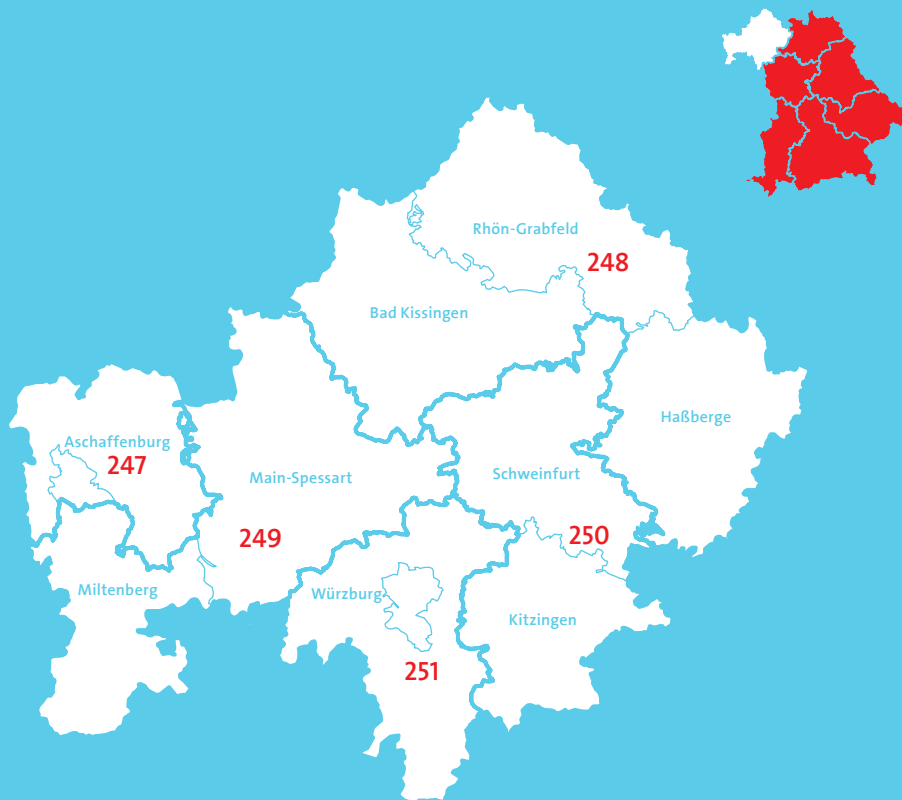 Rhön-Grabfeld
248
Bad Kissingen
Haßberge
Aschaffenburg
247
Main-Spessart
Schweinfurt
249
250
Miltenberg
Würzburg
Kitzingen
251